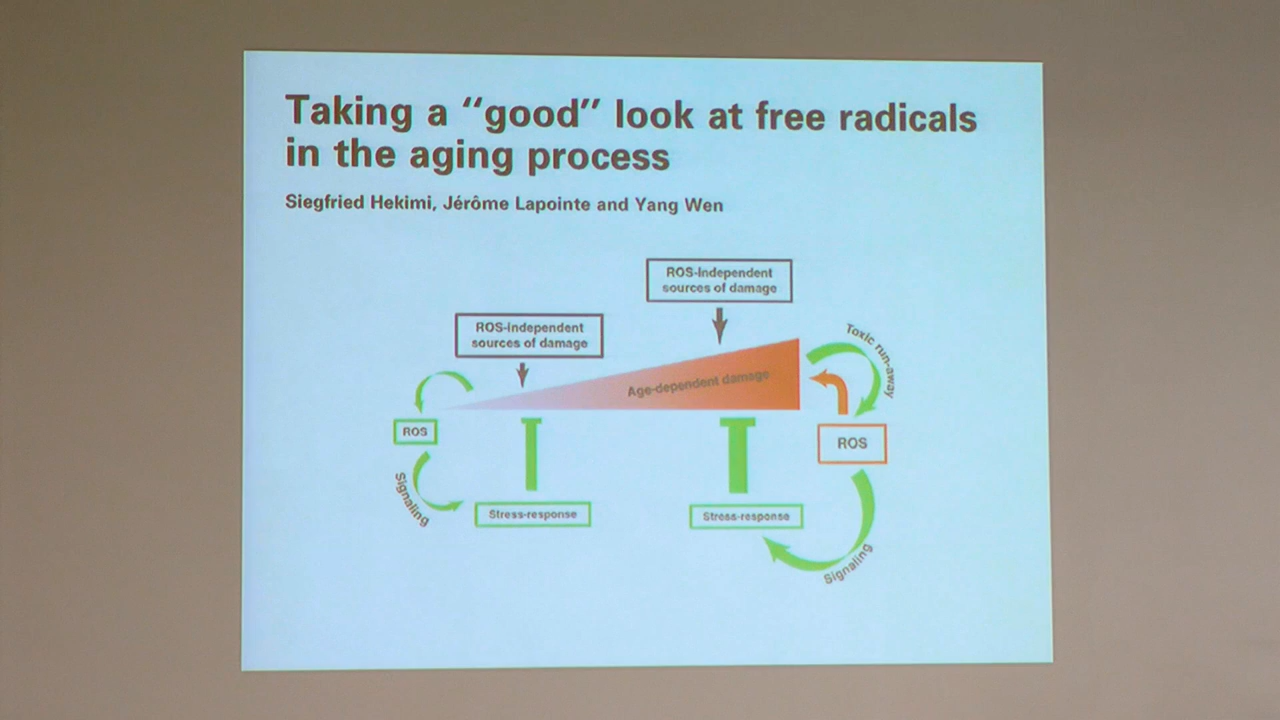 Taking a “good” look at free radicals
in the aging process
Siegfried Hekimi, Jérôme Lapointe and Yang Wen
ROS-Independent
sources of damage
ROS-Independent
sources of damage
Toxic run-away
Age-dependent damage
ROS
ROS
Signaling
Stress-response
Stress-response
Signaling